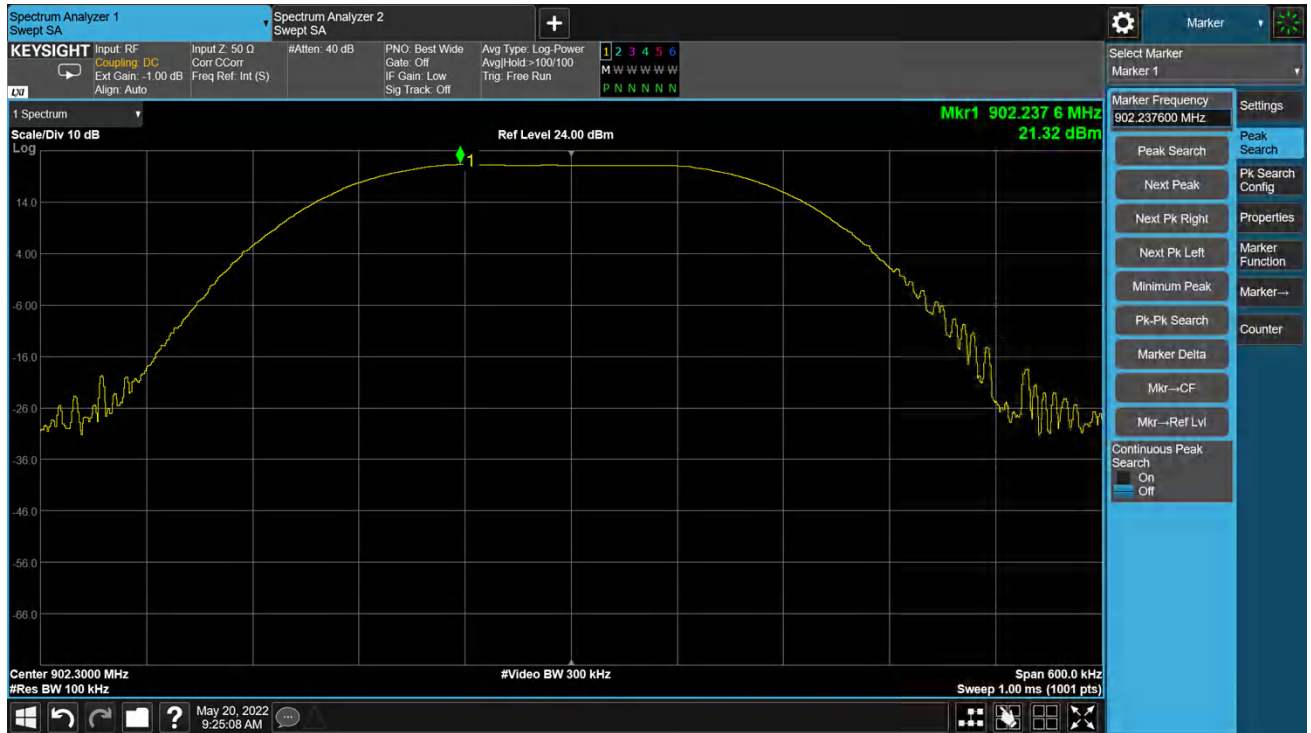 Spectrum Analyzer 1
Swept SA
Spectrum Analyzer 2
Swept SA
Marker
KEYSIGHT
LXI
Input: RF
Coupling: DC
Ext Gain: -1.00 dB
Align: Auto
Input Z: 50 Ω
Corr CCorr
Freq Ref: Int (S)
#Atten: 40 dB
PNO: Best Wide
Gate: Off
IF Gain: Low
Sig Track: Off
Avg Type: Log-Power
Avg|Hold:>100/100
Trig: Free Run
1 2 3 4 5 6
M W W W W W
P N N N N N
Select Marker
Marker 1
1 Spectrum
Scale/Div 10 dB
Log
Ref Level 24.00 dBm
Mkr1 902.237 6 MHz
21.32 dBm
1
14.0
4.00
-6.00
-16.0
-26.0
-36.0
-46.0
-56.0
-66.0
Center 902.3000 MHz
#Res BW 100 kHz
#Video BW 300 kHz
Span 600.0 kHz
Sweep 1.00 ms (1001 pts)
Marker Frequency
902.237600 MHz
Peak Search
Next Peak
Next Pk Right
Next Pk Left
Minimum Peak
Pk-Pk Search
Marker Delta
Mkr→CF
Mkr→Ref Lvl
Continuous Peak
Search
On
Off
Settings
Peak
Search
Pk Search
Config
Properties
Marker
Function
Marker→
Counter
?
May 20, 2022
9:25:08 AM